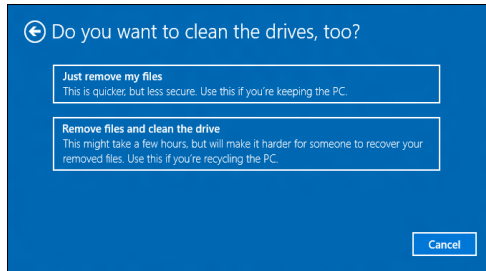 Do you want to clean the drives, too?
Just remove my files
This is quicker, but less secure. Use this if you're keeping the PC.
Remove files and clean the drive
This might take a few hours, but will make it harder for someone to recover your
removed files. Use this if you're recycling the PC.
Cancel